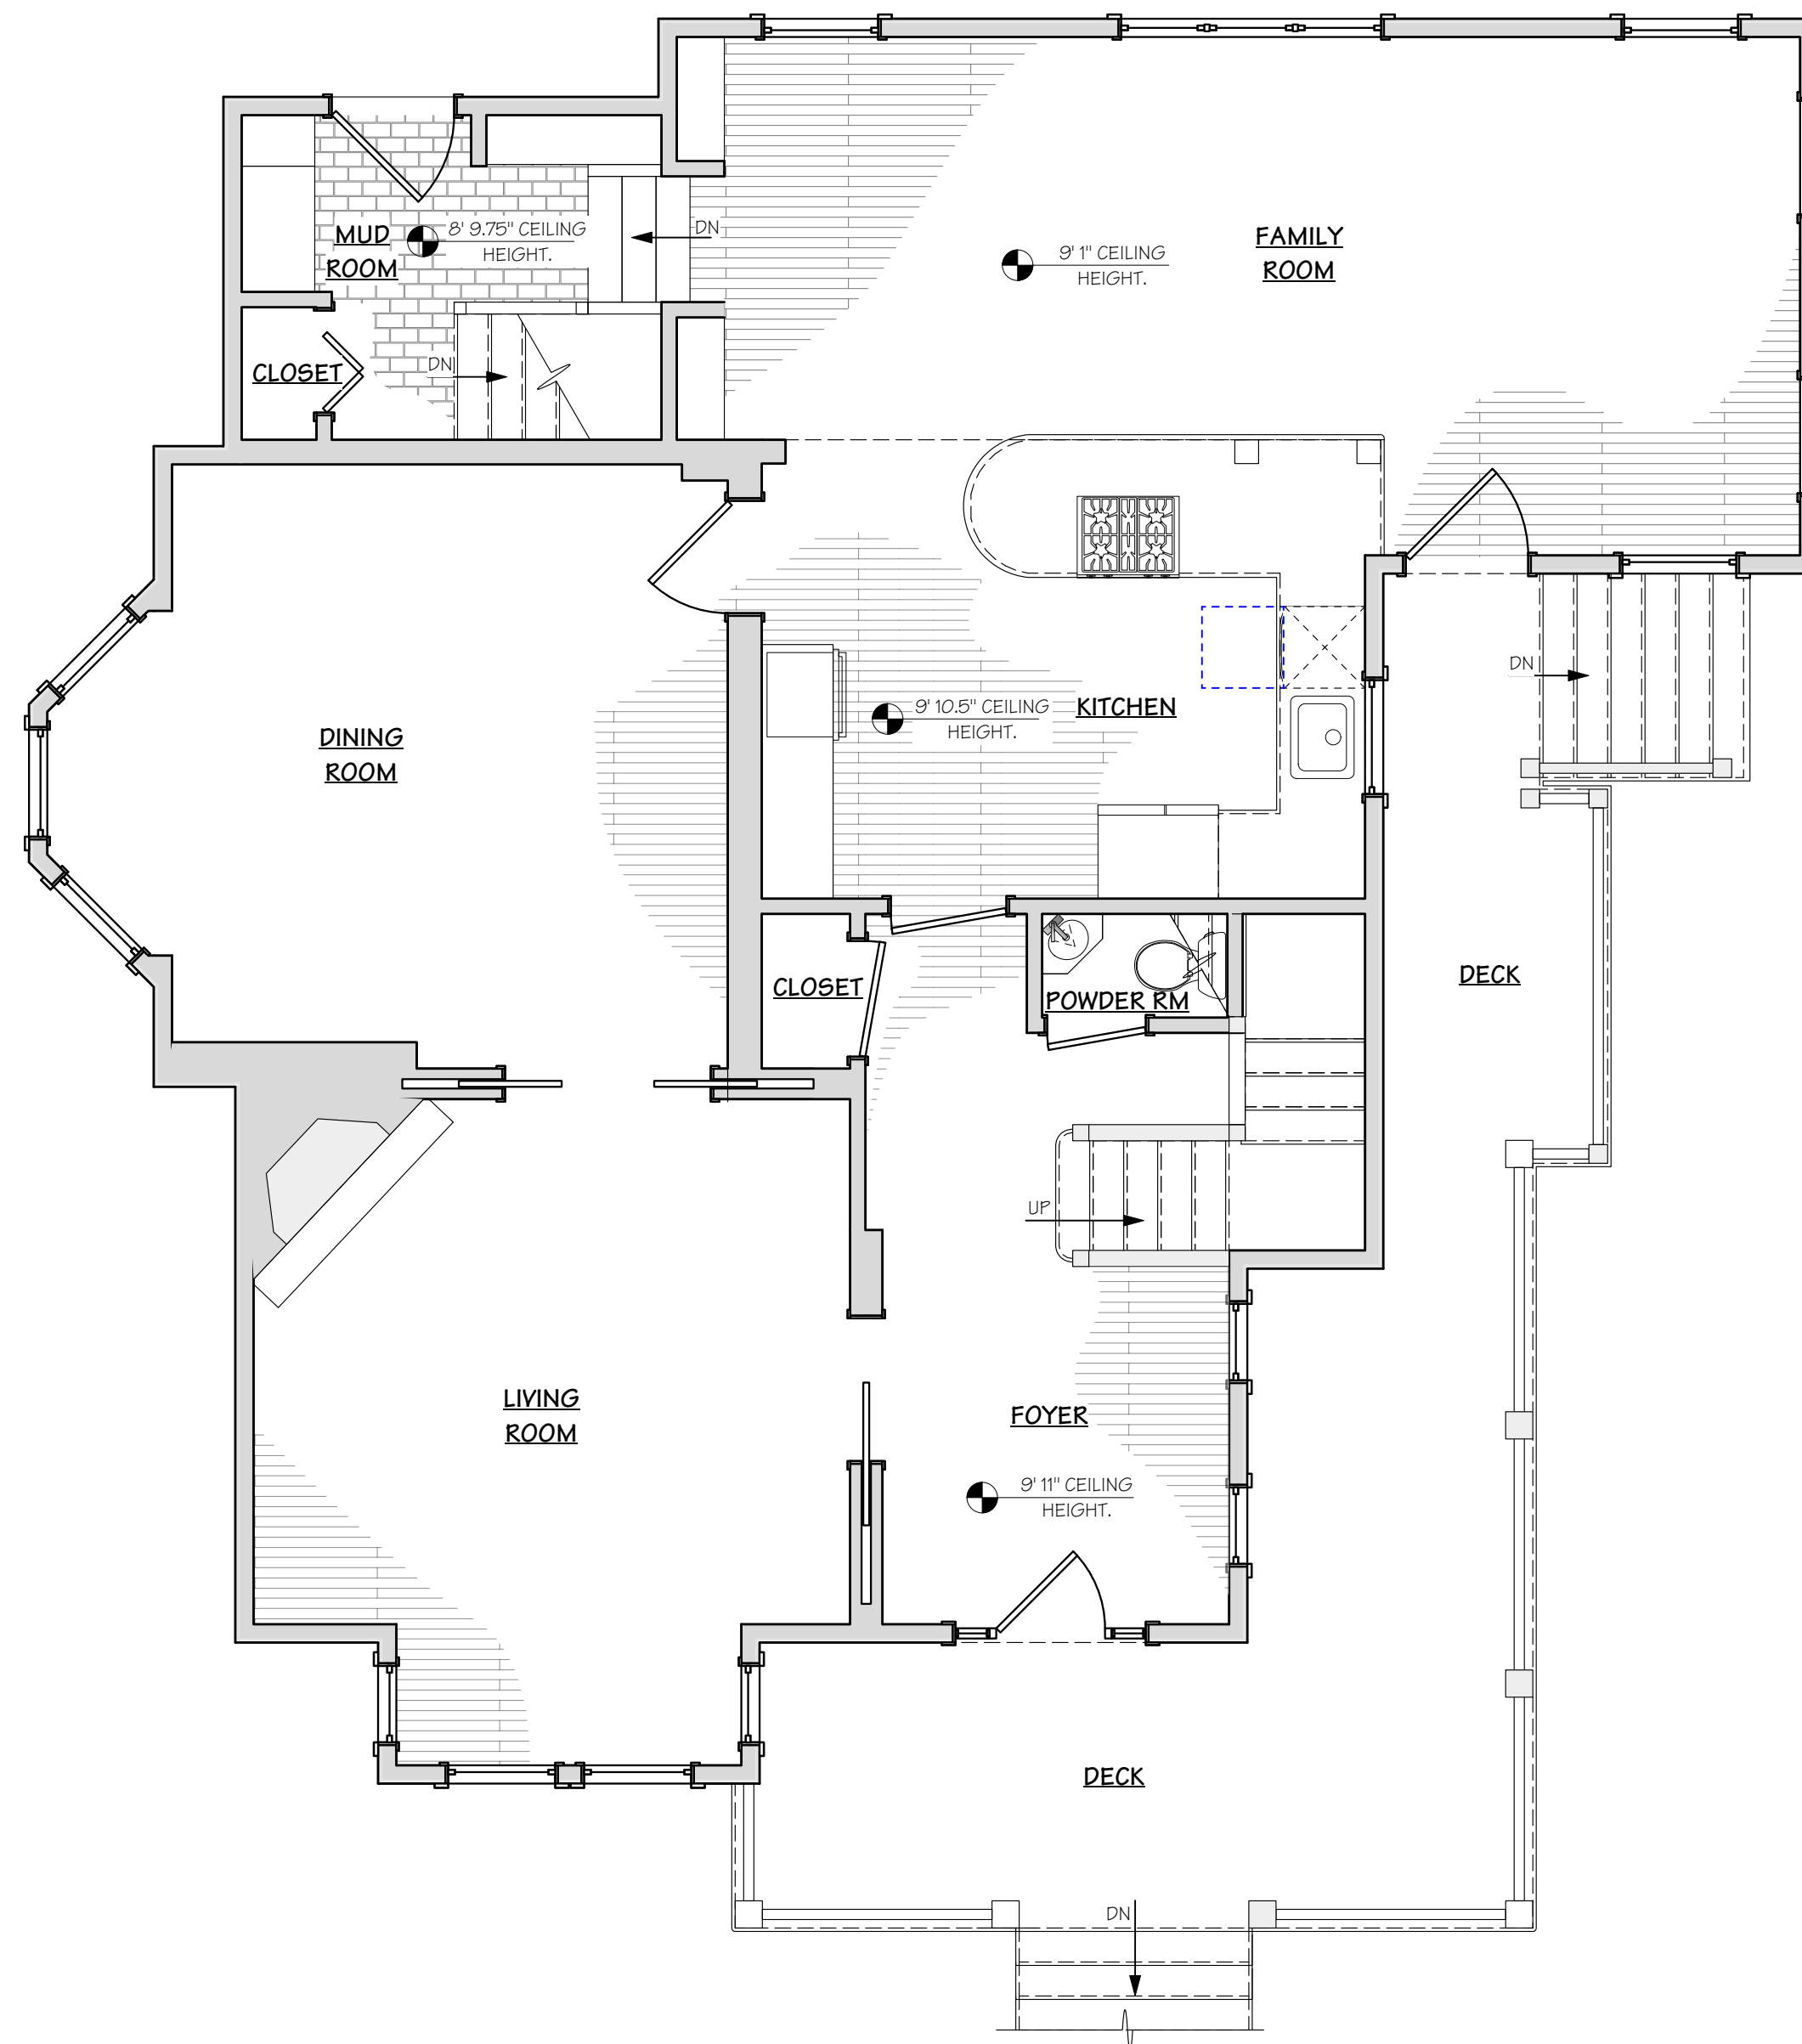 MUD
ROOM
8' 9.75" CEILING
HEIGHT.
DN
9' 1" CEILING
HEIGHT.
FAMILY
ROOM
CLOSET
DN
DINING
ROOM
9' 10.5" CEILING
HEIGHT.
KITCHEN
DN
CLOSET
POWDER RM
DECK
UP
LIVING
ROOM
FOYER
9' 11" CEILING
HEIGHT.
DECK
DN